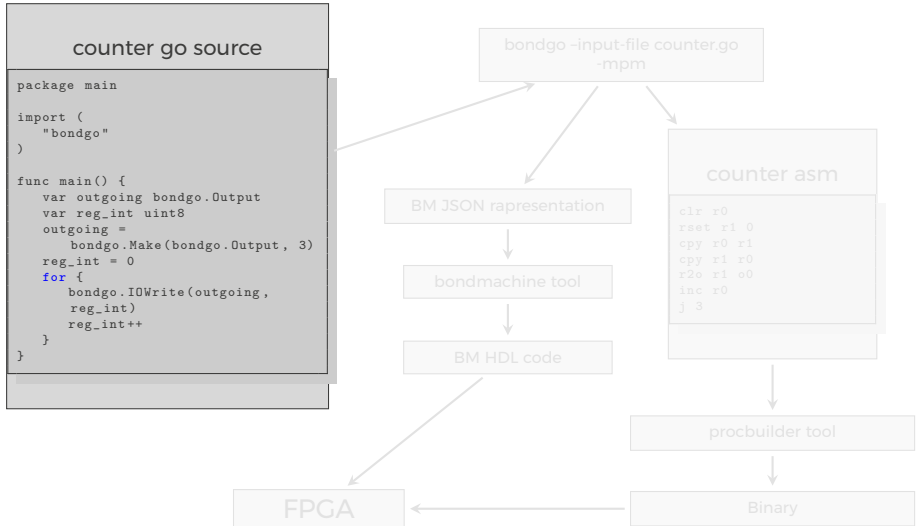 counter go source
package main
import (
"bondgo"
)
func main() {
var outgoing bondgo.Output
var reg_int uint8
outgoing =
bondgo.Make(bondgo.Output, 3)
reg_int = 0
for {
bondgo.IOWrite(outgoing,
reg_int)
reg_int++
}
}
bondgo –input-file counter.go
-mpm
BM JSON rapresentation
bondmachine tool
BM HDL code
FPGA
counter asm
clr r0
rset r1 0
cpy r0 r1
cpy r1 r0
r2o r1 o0
inc r0
j 3
procbuilder tool
Binary